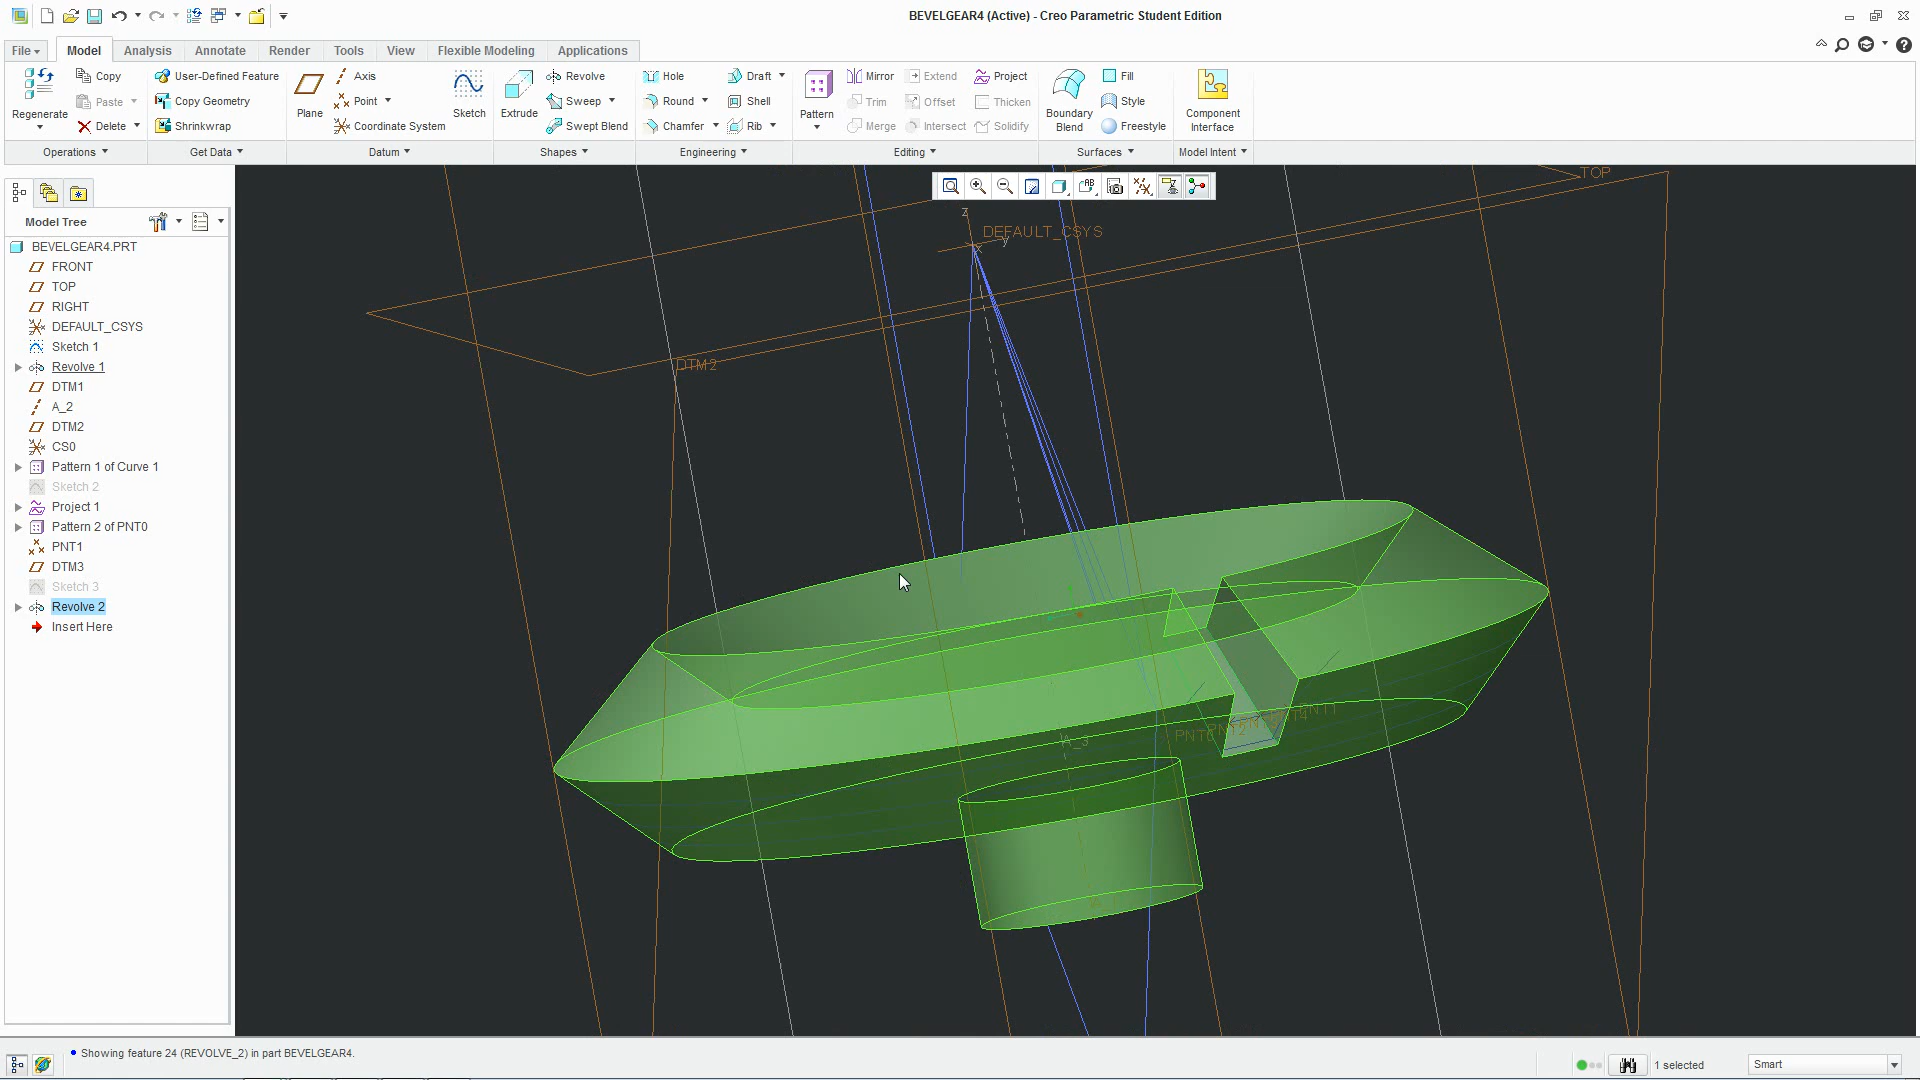 BEVELGEAR4 (Active) - Creo Parametric Student Edition
File Model Analysis Annotate Render Tools View Flexible Modeling Applications
Regenerate
Copy
Paste
Delete
User-Defined Feature
Copy Geometry
Shrinkwrap
Plane
Axis
Point
Coordinate System
Sketch
Extrude
Revolve
Sweep
Swept Blend
Hole
Round
Chamfer
Draft
Shell
Rib
Pattern
Mirror
Trim
Merge
Extend
Offset
Intersect
Project
Thicken
Solidify
Boundary
Blend
Fill
Style
Freestyle
Component
Interface
Operations Get Data Datum Shapes Engineering Editing Surfaces Model Intent
Model Tree
BEVELGEAR4.PRT
FRONT
TOP
RIGHT
DEFAULT_CSYS
Sketch 1
Revolve 1
DTM1
A_2
DTM2
CS0
Pattern 1 of Curve 1
Sketch 2
Project 1
Pattern 2 of PNT0
PNT1
DTM3
Sketch 3
Revolve 2
Insert Here
TOP
Z
DEFAULT_CSYS
y
DTM2
A_3
Showing feature 24 (REVOLVE_2) in part BEVELGEAR4.
1 selected
Smart